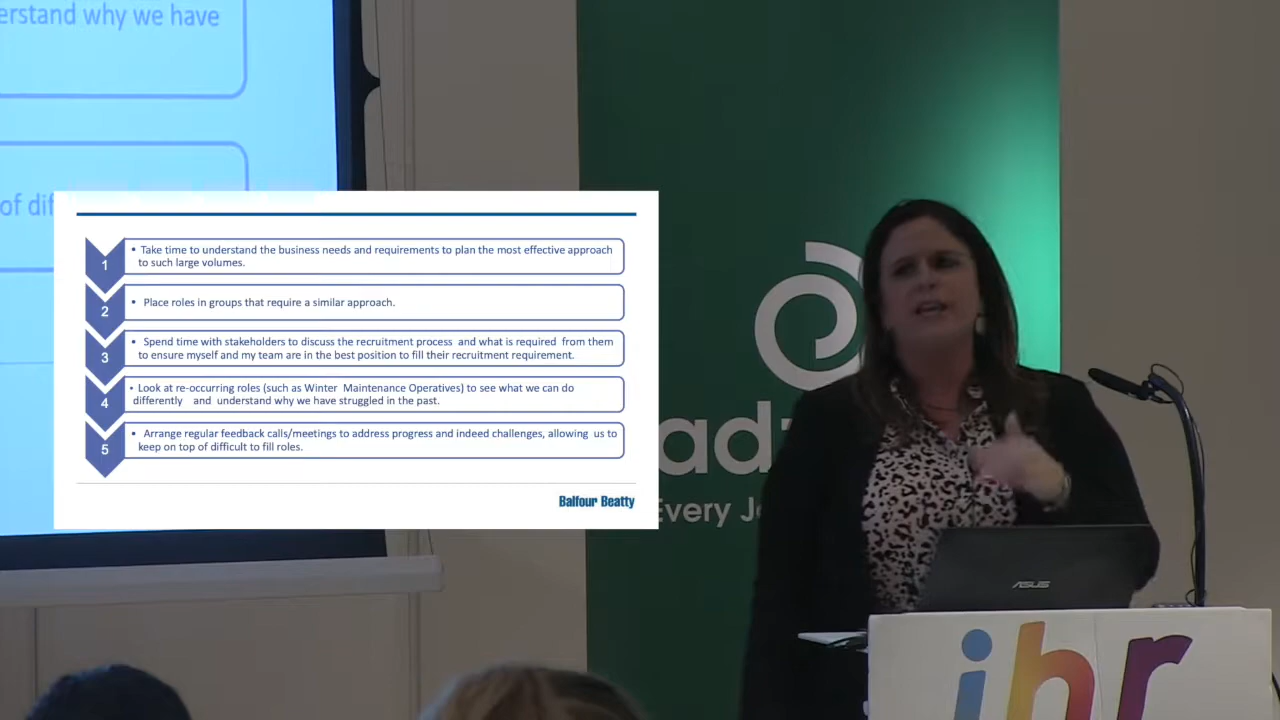 erstand why we have
of dif
1
• Take time to understand the business needs and requirements to plan the most effective approach
to such large volumes.
2
• Place roles in groups that require a similar approach.
3
• Spend time with stakeholders to discuss the recruitment process and what is required from them
to ensure myself and my team are in the best position to fill their recruitment requirement.
4
• Look at re-occurring roles (such as Winter Maintenance Operatives) to see what we can do
differently and understand why we have struggled in the past.
5
• Arrange regular feedback calls/meetings to address progress and indeed challenges, allowing us to
keep on top of difficult to fill roles.
Balfour Beatty
ad
Every J
ASUS
ihr